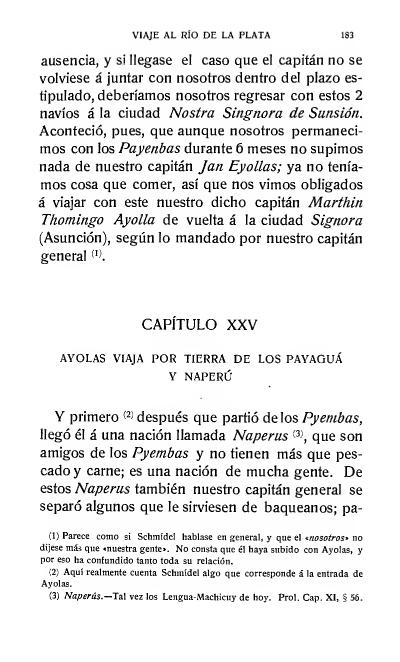 VIAJE AL RÍO DE LA PLATA 183
ausencia, y si llegase el caso que el capitán no se
volviese á juntar con nosotros dentro del plazo es-
tipulado, deberíamos nosotros regresar con estos 2
navíos á la ciudad Nostra Singnora de Sunsión.
Aconteció, pues, que aunque nosotros permaneci-
mos con los Payenbas durante 6 meses no supimos
nada de nuestro capitán Jan Eyollas; ya no tenía-
mos cosa que comer, así que nos vimos obligados
á viajar con este nuestro dicho capitán Marthin
Thomingo Ayolla de vuelta á la ciudad Signora
(Asunción), según lo mandado por nuestro capitán
general (1).
CAPÍTULO XXV
AYOLAS VIAJA POR TIERRA DE LOS PAYAGUÁ
Y NAPERÚ
Y primero (2) después que partió de los Pyembas,
llegó él á una nación llamada Naperus (3), que son
amigos de los Pyembas y no tienen más que pes-
cado y carne; es una nación de mucha gente. De
estos Naperus también nuestro capitán general se
separó algunos que le sirviesen de baqueanos; pa-
(1) Parece como si Schmídel hablase en general, y que el «nosotros» no
dijese más que «nuestra gente». No consta que él haya subido con Ayolas, y
por eso ha confundido tanto toda su relación.
(2) Aquí realmente cuenta Schmídel algo que corresponde á la entrada de
Ayolas.
(3) Naperús.—Tal vez los Lengua-Machicuy de hoy. Prol. Cap. XI, § 56.